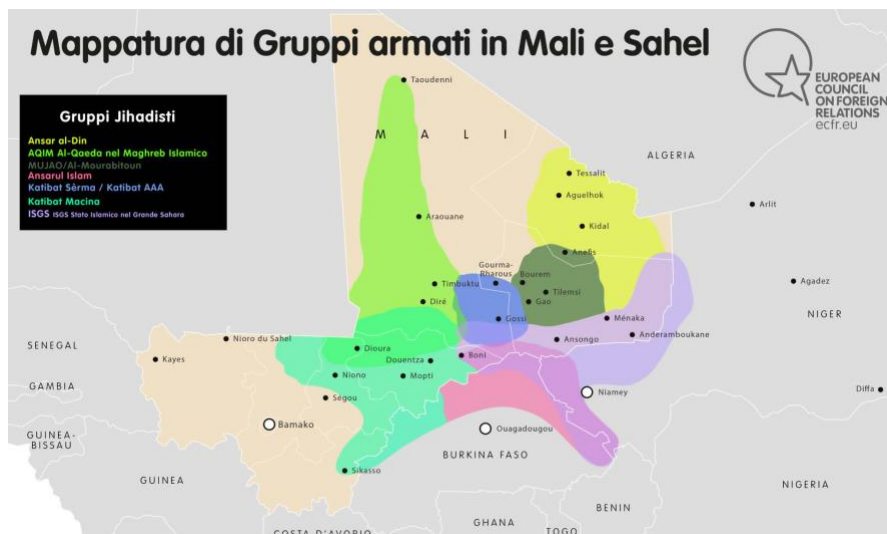 Mappatura di Gruppi armati in Mali e Sahel
EUROPEAN
COUNCIL
ON FOREIGN
RELATIONS
ecfr.eu
Gruppi Jihadisti
Ansar al-Din
AQIM Al-Qaeda nel Maghreb Islamico
MUJAO/Al-Mourabitoun
Ansarul Islam
Katibat Sèrma / Katibat AAA
Katibat Macina
ISGS ISGS Stato Islamico nel Grande Sahara
Taoudenni
MALI
ALGERIA
Tessalit
Aguelhok
Arlit
Araouane
Kidal
Anefis
Gourma-
Rharous
Bourem
Timbuktu
Tilemsi
Agadez
Diré
Gao
NIGER
Gossi
Ménaka
Anderamboukane
Ansongo
Nioro du Sahel
SENEGAL
Kayes
Dioura
Boni
Douentza
Niono
Mopti
GAMBIA
Niamey
Diffa
Ségou
Bamako
Ouagadougou
GUINEA-
BISSAU
BURKINA FASO
Sikasso
GUINEA
BENIN
NIGERIA
GHANA
TOGO
COSTA D'AVORIO